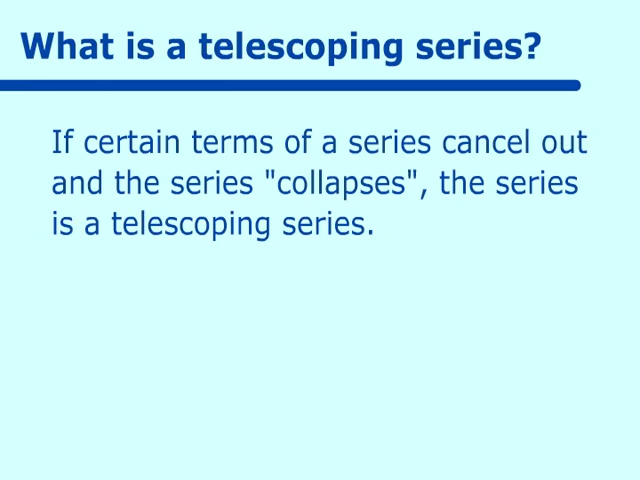 What is a telescoping series?
If certain terms of a series cancel out
and the series "collapses", the series
is a telescoping series.